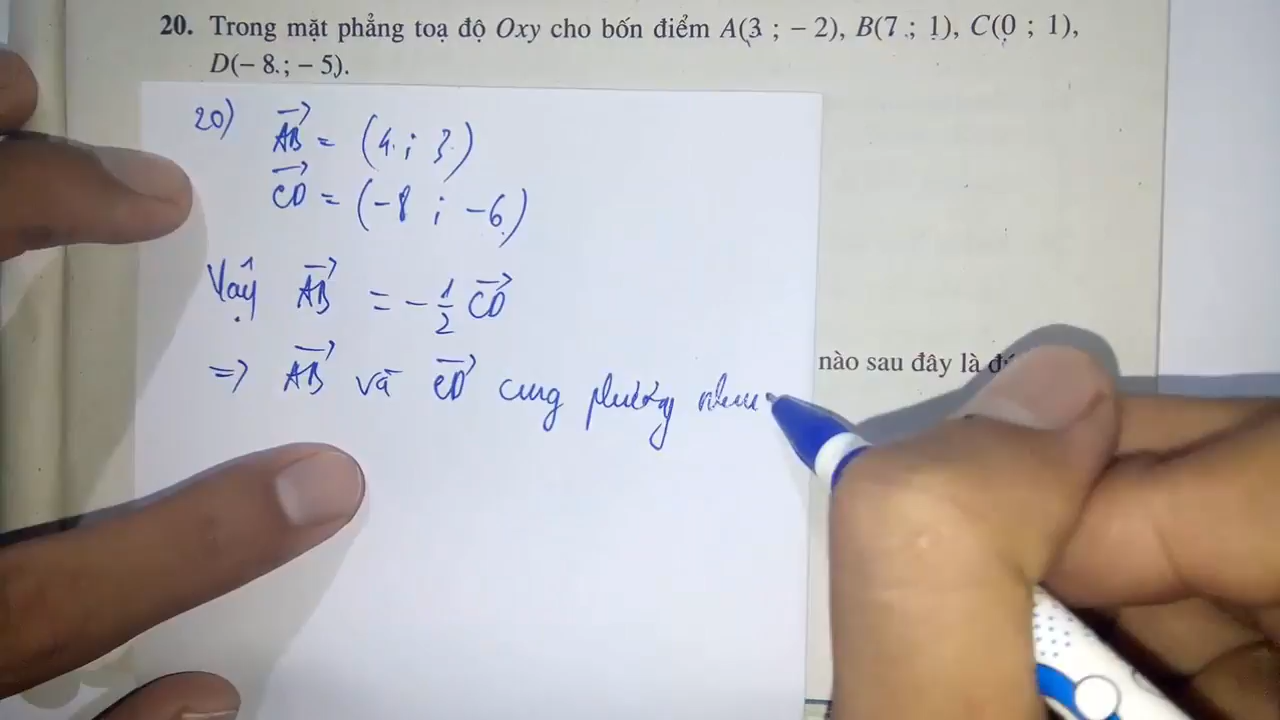 20. Trong mặt phẳng toạ độ Oxy cho bốn điểm A(3 ; – 2), B(7 ; 1), C(0 ; 1),
D(– 8 ; – 5).
20) AB = (4 ; 3)
CD = (-8 ; -6)
Vậy AB = -1/2 CD
nào sau đây là
=> AB và CD cùng phương